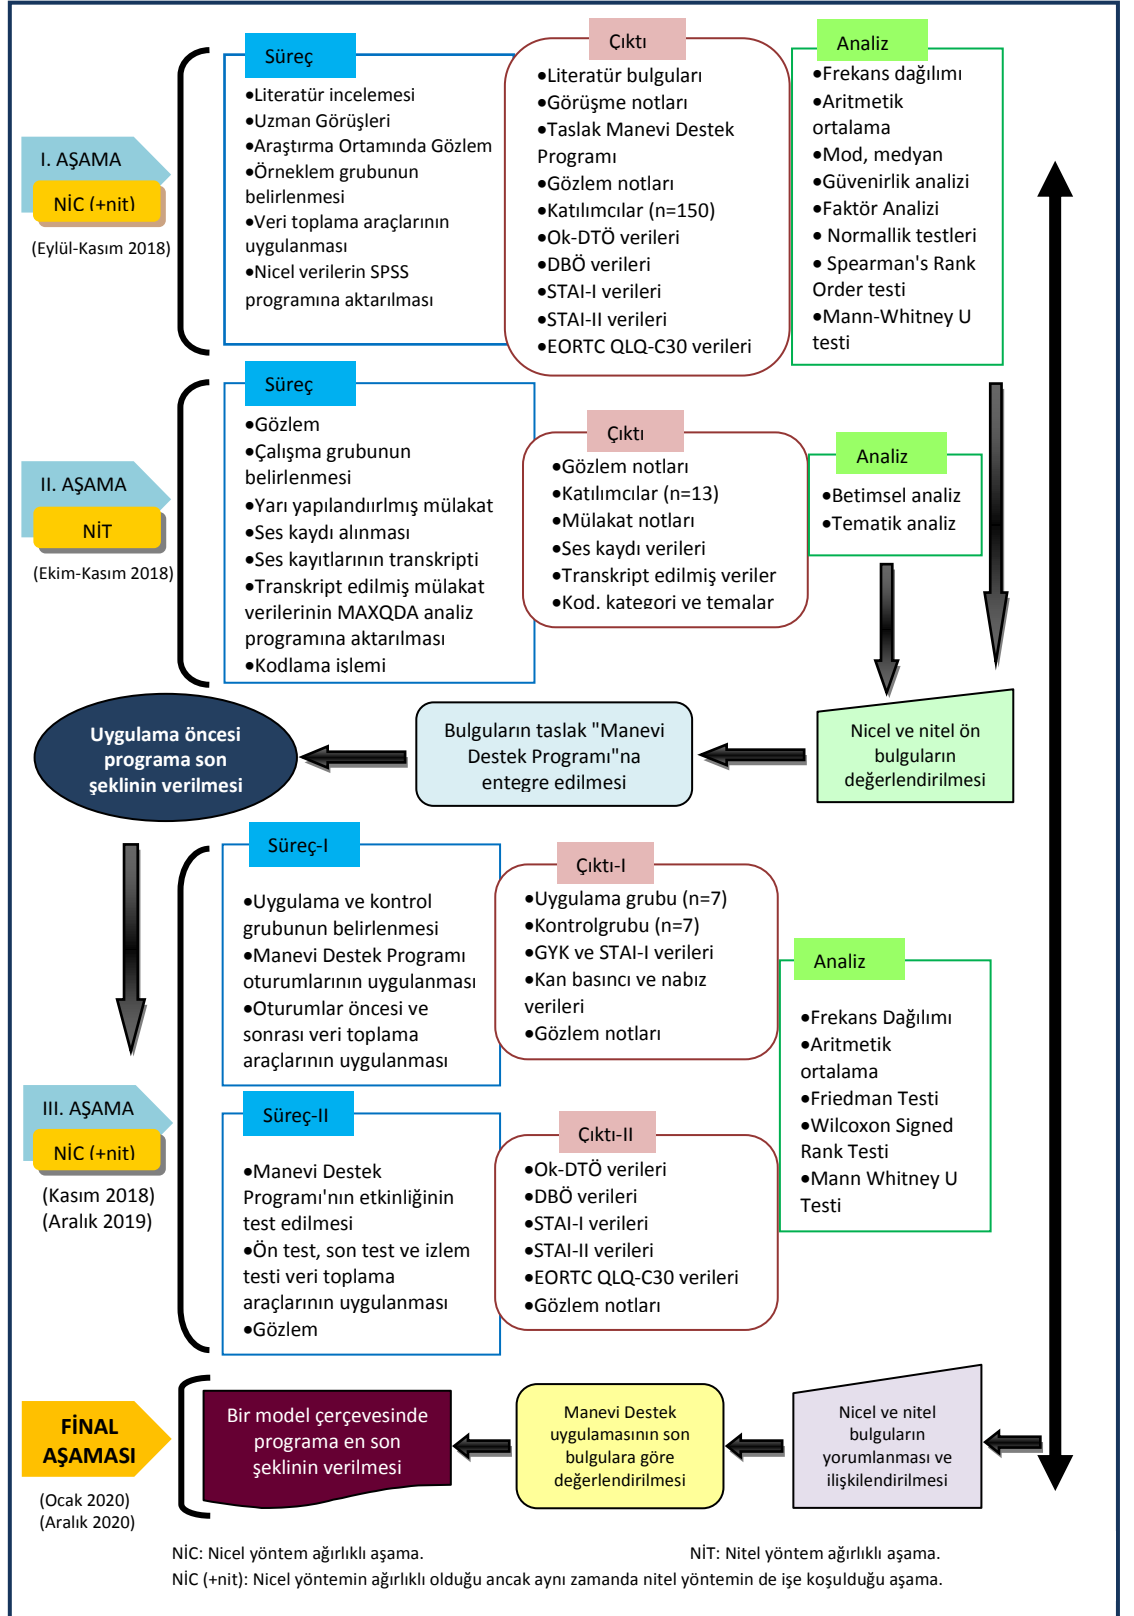 I. AŞAMA
NİC (+nit)
(Eylül-Kasım 2018)
Süreç
•Literatür incelemesi
•Uzman Görüşleri
•Araştırma Ortamında Gözlem
•Örneklem grubunun
belirlenmesi
•Veri toplama araçlarının
uygulanması
•Nicel verilerin SPSS
programına aktarılması
Çıktı
•Literatür bulguları
•Görüşme notları
•Taslak Manevi Destek
Programı
•Gözlem notları
•Katılımcılar (n=150)
•Ok-DTÖ verileri
•DBÖ verileri
•STAI-I verileri
•STAI-II verileri
•EORTC QLQ-C30 verileri
Analiz
•Frekans dağılımı
•Aritmetik
ortalama
•Mod, medyan
•Güvenirlik analizi
•Faktör Analizi
• Normallik testleri
• Spearman's Rank
Order testi
•Mann-Whitney U
testi
II. AŞAMA
NİT
(Ekim-Kasım 2018)
Süreç
•Gözlem
•Çalışma grubunun
belirlenmesi
•Yarı yapılandıırlmış mülakat
•Ses kaydı alınması
•Ses kayıtlarının transkripti
•Transkript edilmiş mülakat
verilerinin MAXQDA analiz
programına aktarılması
•Kodlama işlemi
Çıktı
•Gözlem notları
•Katılımcılar (n=13)
•Mülakat notları
•Ses kaydı verileri
•Transkript edilmiş veriler
•Kod, kategori ve temalar
Analiz
•Betimsel analiz
•Tematik analiz
Uygulama öncesi
programa son
şeklinin verilmesi
Bulguların taslak "Manevi
Destek Programı"na
entegre edilmesi
Nicel ve nitel ön
bulguların
değerlendirilmesi
III. AŞAMA
NİC (+nit)
(Kasım 2018)
(Aralık 2019)
Süreç-I
•Uygulama ve kontrol
grubunun belirlenmesi
•Manevi Destek Programı
oturumlarının uygulanması
•Oturumlar öncesi ve
sonrası veri toplama
araçlarının uygulanması
Çıktı-I
•Uygulama grubu (n=7)
•Kontrolgrubu (n=7)
•GYK ve STAI-I verileri
•Kan basıncı ve nabız
verileri
•Gözlem notları
Analiz
•Frekans Dağılımı
•Aritmetik
ortalama
•Friedman Testi
•Wilcoxon Signed
Rank Testi
•Mann Whitney U
Testi
Süreç-II
•Manevi Destek
Programı'nın etkinliğinin
test edilmesi
•Ön test, son test ve izlem
testi veri toplama
araçlarının uygulanması
•Gözlem
Çıktı-II
•Ok-DTÖ verileri
•DBÖ verileri
•STAI-I verileri
•STAI-II verileri
•EORTC QLQ-C30 verileri
•Gözlem notları
FİNAL
AŞAMASI
(Ocak 2020)
(Aralık 2020)
Bir model çerçevesinde
programa en son
şeklinin verilmesi
Manevi Destek
uygulamasının son
bulgulara göre
değerlendirilmesi
Nicel ve nitel
bulguların
yorumlanması ve
ilişkilendirilmesi
NİC: Nicel yöntem ağırlıklı aşama.
NİT: Nitel yöntem ağırlıklı aşama.
NİC (+nit): Nicel yöntemin ağırlıklı olduğu ancak aynı zamanda nitel yöntemin de işe koşulduğu aşama.